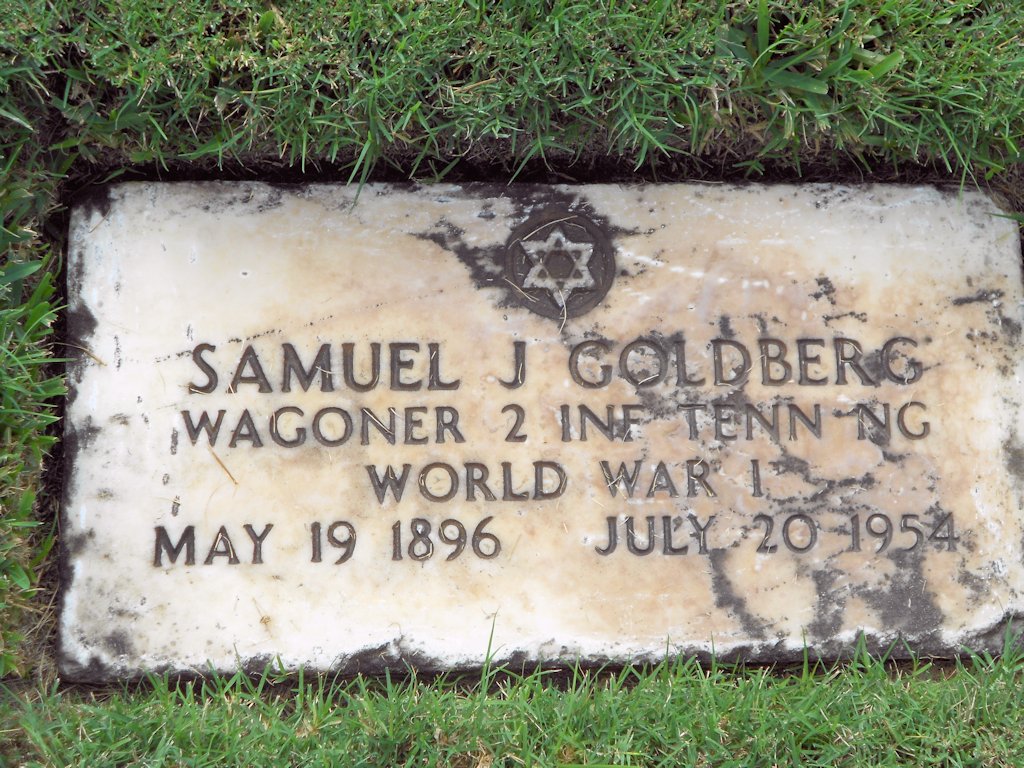 SAMUEL J GOLDBERG
WAGONER 2 INF TENN NG
WORLD WAR I
MAY 19 1896 JULY 20 1954